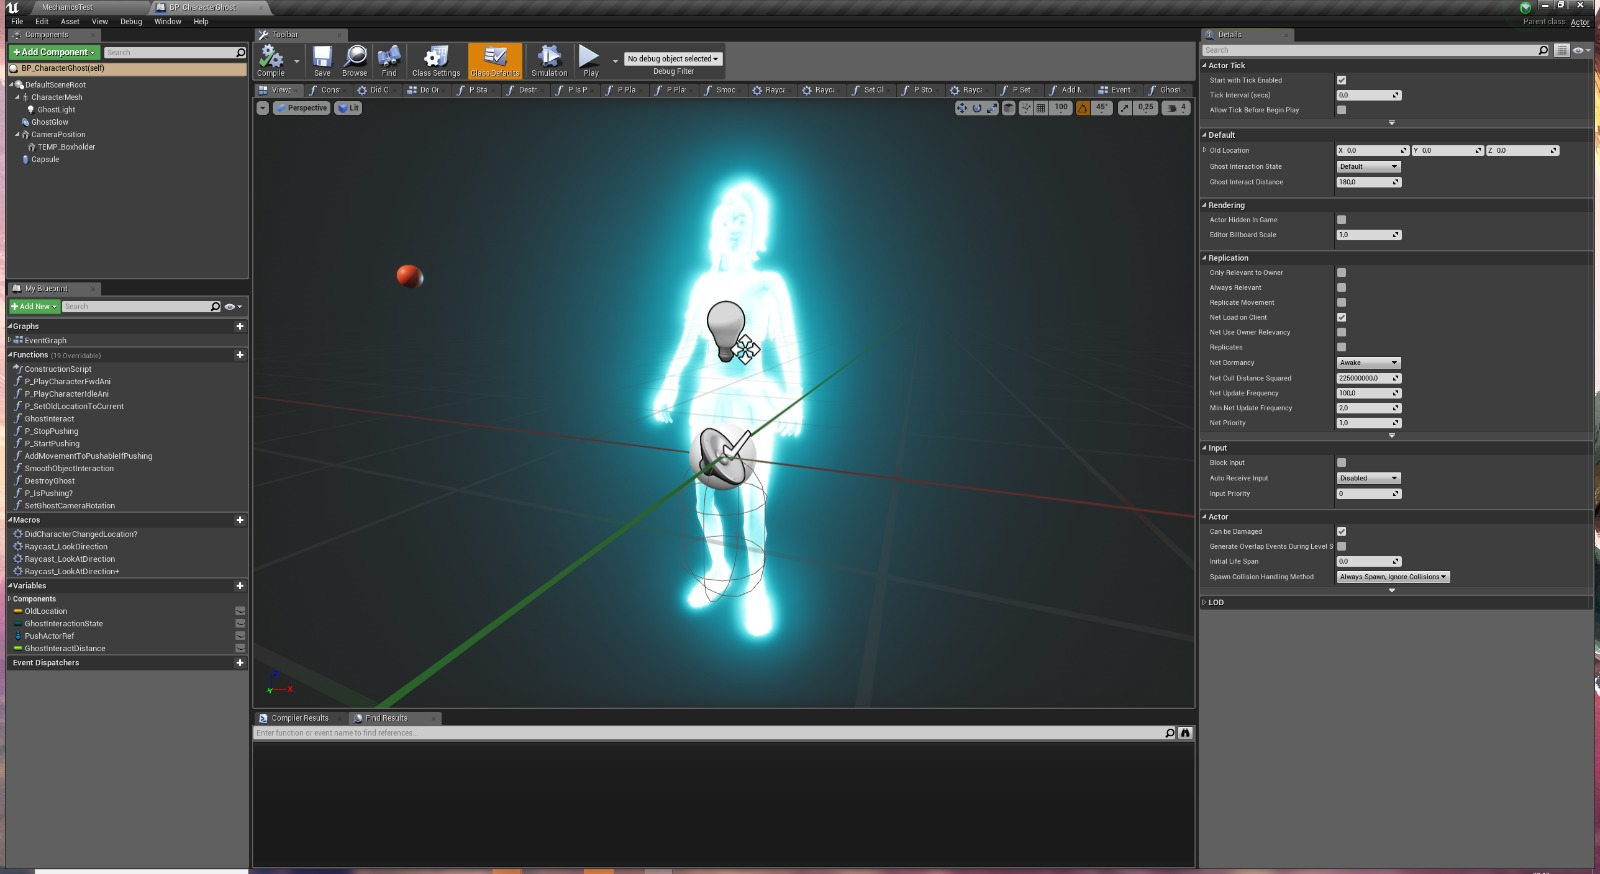 MechanicsTest
BP_CharacterGhost
File Edit Asset View Debug Window Help
Parent class: Actor
Components
+Add Component
Search
BP_CharacterGhost(self)
DefaultSceneRoot
CharacterMesh
GhostLight
GhostGlow
CameraPosition
TEMP_Boxholder
Capsule
My Blueprint
+Add New
Search
Graphs
EventGraph
Functions (19 Overridable)
ConstructionScript
P_PlayCharacterFwdAni
P_PlayCharacterIdleAni
P_SetOldLocationToCurrent
GhostInteract
P_StopPushing
P_StartPushing
AddMovementToPushableIfPushing
SmoothObjectInteraction
DestroyGhost
P_IsPushing?
SetGhostCameraRotation
Macros
DidCharacterChangedLocation?
Raycast_LookDirection
Raycast_LookAtDirection
Raycast_LookAtDirection+
Variables
Components
OldLocation
GhostInteractionState
PushActorRef
GhostInteractDistance
Event Dispatchers
Toolbar
Compile Save Browse Find Class Settings Class Defaults Simulation Play
No debug object selected
Debug Filter
Cons Did C Do Or P Sta Destr P Is P P Pla P Pla Smoc Rayca Rayca Set Gl P Sto Rayca P Set Add M Event Ghos
Perspective Lit
100 45° 0,25 4
Z
Y X
Compiler Results
Find Results
Enter function or event name to find references...
Details
Search
Actor Tick
Start with Tick Enabled
Tick Interval (secs) 0,0
Allow Tick Before Begin Play
Default
Old Location X 0,0 Y 0,0 Z 0,0
Ghost Interaction State Default
Ghost Interact Distance 180,0
Rendering
Actor Hidden In Game
Editor Billboard Scale 1,0
Replication
Only Relevant to Owner
Always Relevant
Replicate Movement
Net Load on Client
Net Use Owner Relevancy
Replicates
Net Dormancy Awake
Net Cull Distance Squared 225000000,0
Net Update Frequency 100,0
Min Net Update Frequency 2,0
Net Priority 1,0
Input
Block Input
Auto Receive Input Disabled
Input Priority 0
Actor
Can be Damaged
Generate Overlap Events During Level S
Initial Life Span 0,0
Spawn Collision Handling Method Always Spawn, Ignore Collisions
LOD